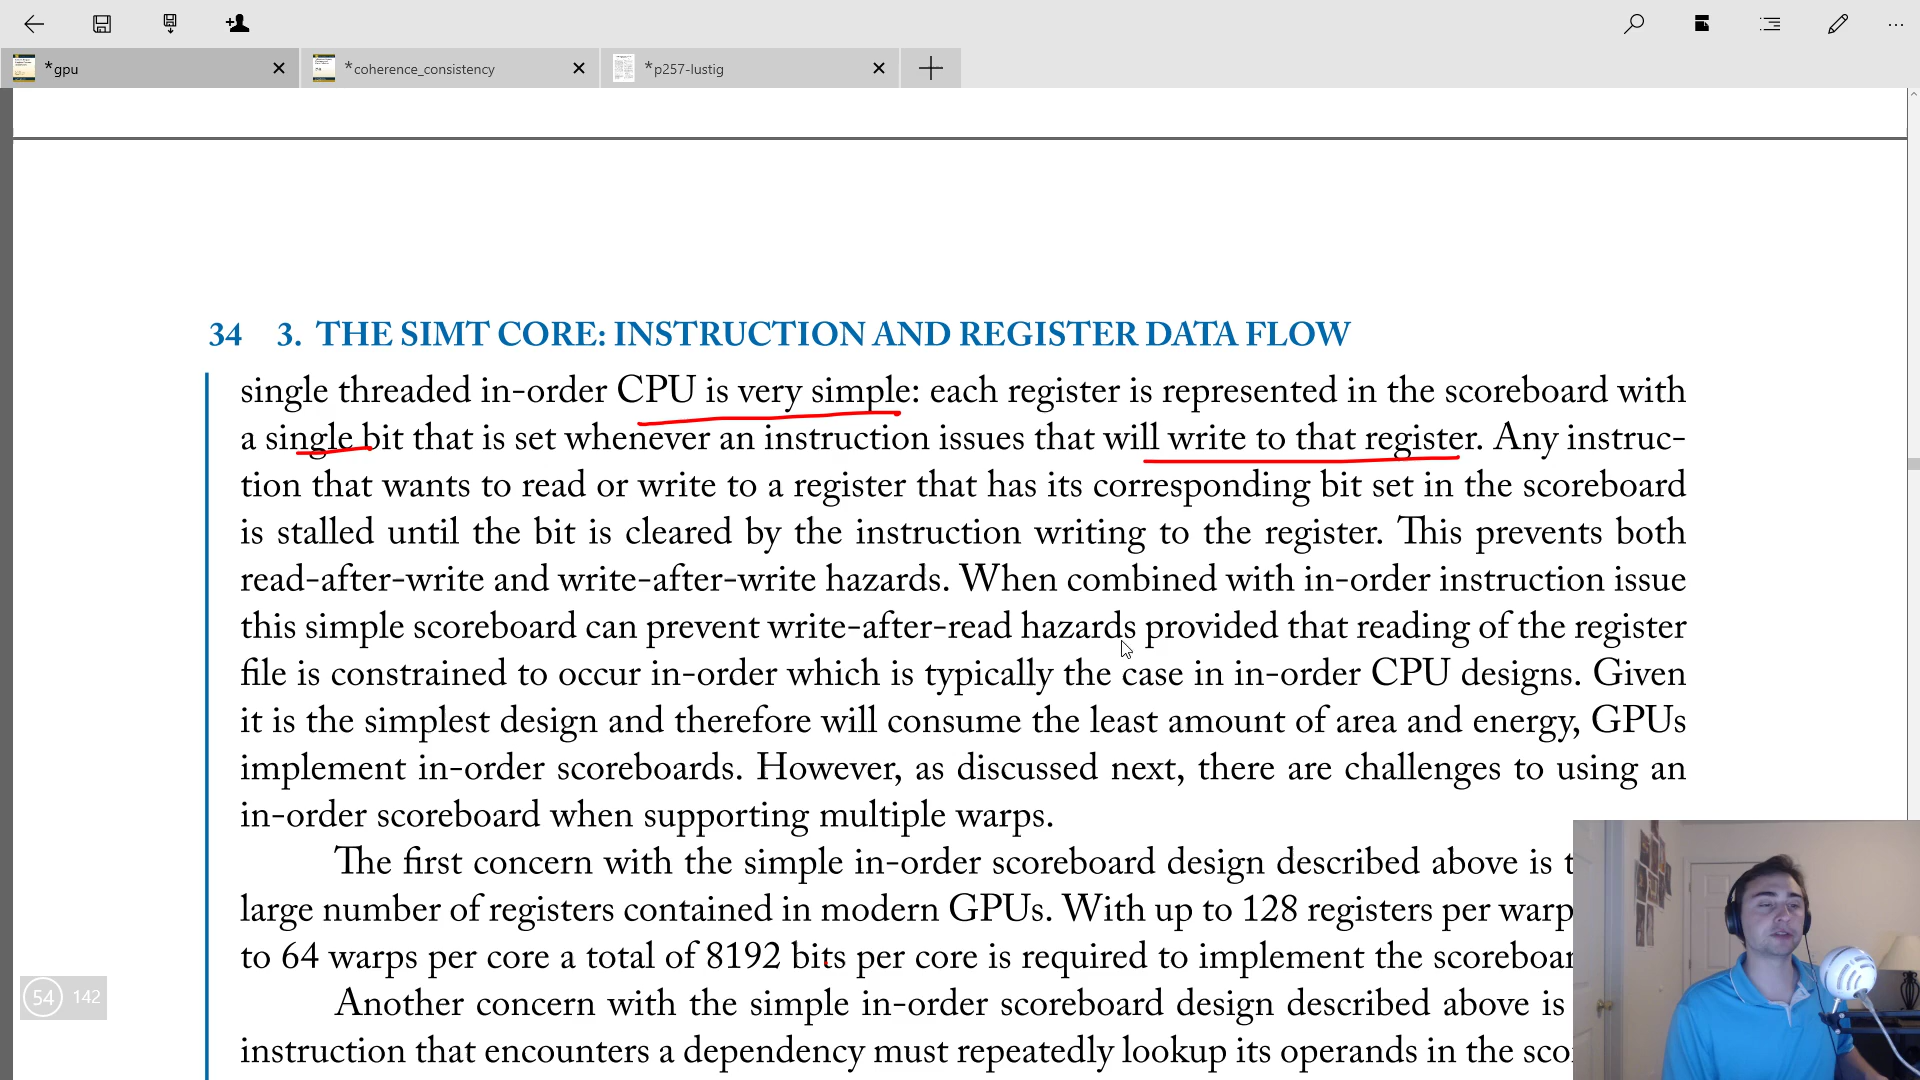 *gpu
*coherence_consistency
*p257-lustig
34 3. THE SIMT CORE: INSTRUCTION AND REGISTER DATA FLOW
single threaded in-order CPU is very simple: each register is represented in the scoreboard with
a single bit that is set whenever an instruction issues that will write to that register. Any instruc-
tion that wants to read or write to a register that has its corresponding bit set in the scoreboard
is stalled until the bit is cleared by the instruction writing to the register. This prevents both
read-after-write and write-after-write hazards. When combined with in-order instruction issue
this simple scoreboard can prevent write-after-read hazards provided that reading of the register
file is constrained to occur in-order which is typically the case in in-order CPU designs. Given
it is the simplest design and therefore will consume the least amount of area and energy, GPUs
implement in-order scoreboards. However, as discussed next, there are challenges to using an
in-order scoreboard when supporting multiple warps.
The first concern with the simple in-order scoreboard design described above is
large number of registers contained in modern GPUs. With up to 128 registers per warp
to 64 warps per core a total of 8192 bits per core is required to implement the
Another concern with the simple in-order scoreboard design described above is
instruction that encounters a dependency must repeatedly lookup its operands in the
54 142